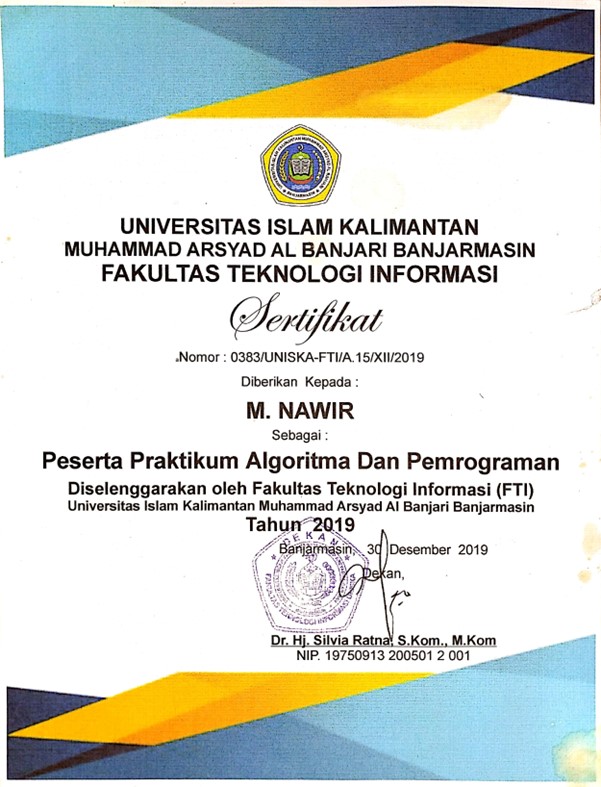 UNIVERSITAS ISLAM KALIMANTAN
MUHAMMAD ARSYAD AL BANJARI BANJARMASIN
FAKULTAS TEKNOLOGI INFORMASI
Sertifikat
Nomor : 0383/UNISKA-FTI/A.15/XII/2019
Diberikan Kepada :
M. NAWIR
Sebagai :
Peserta Praktikum Algoritma Dan Pemrograman
Diselenggarakan oleh Fakultas Teknologi Informasi (FTI)
Universitas Islam Kalimantan Muhammad Arsyad Al Banjari Banjarmasin
Tahun 2019
Banjarmasin, 30 Desember 2019
Dekan,
DEKAN
FAKULTAS TEKNOLOGI INFORMASI
Dr. Hj. Silvia Ratna, S.Kom., M.Kom
NIP. 19750913 200501 2 001